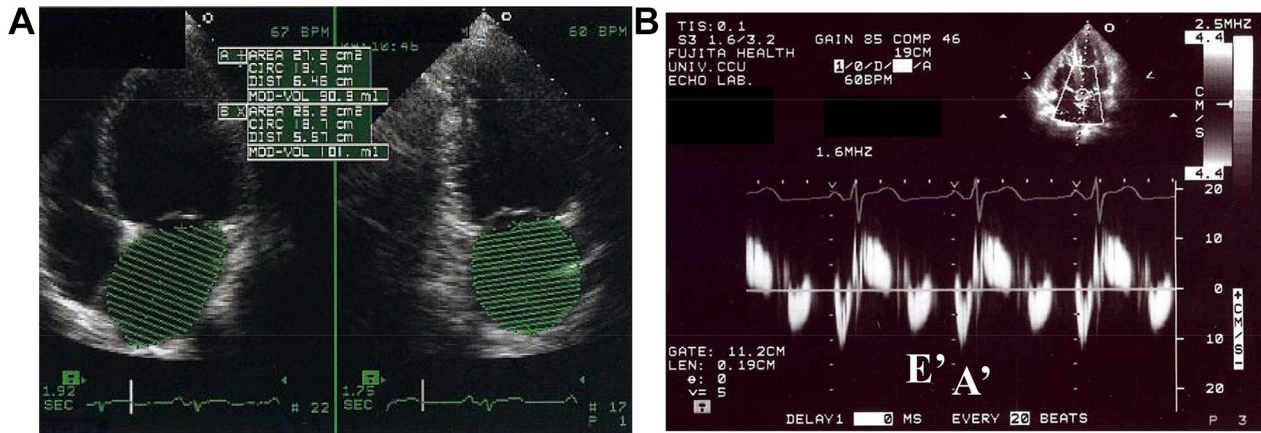 A
67 BPM
60 BPM
10:46
A + AREA 27.2 cm2
CIRC 19.7 cm
DIST 6.46 cm
MOD-VOL 90.9 ml
B X AREA 26.2 cm2
CIRC 18.7 cm
DIST 5.57 cm
MOD-VOL 101. ml
1.92
SEC
# 22
1.75
SEC
# 17
P 1
B
TIS:0.1
S3 1.6/3.2
FUJITA HEALTH
UNIV.CCU
ECHO LAB.
GAIN 85 COMP 46
19CM
1/0/D/ /A
60BPM
1.6MHZ
2.5MHZ
4.4
CM/S
4.4
20
10
0
10
20
+CM/S-
GATE: 11.2CM
LEN: 0.19CM
θ: 0
V= 5
E' A'
DELAY1 0 MS EVERY 20 BEATS
P 3